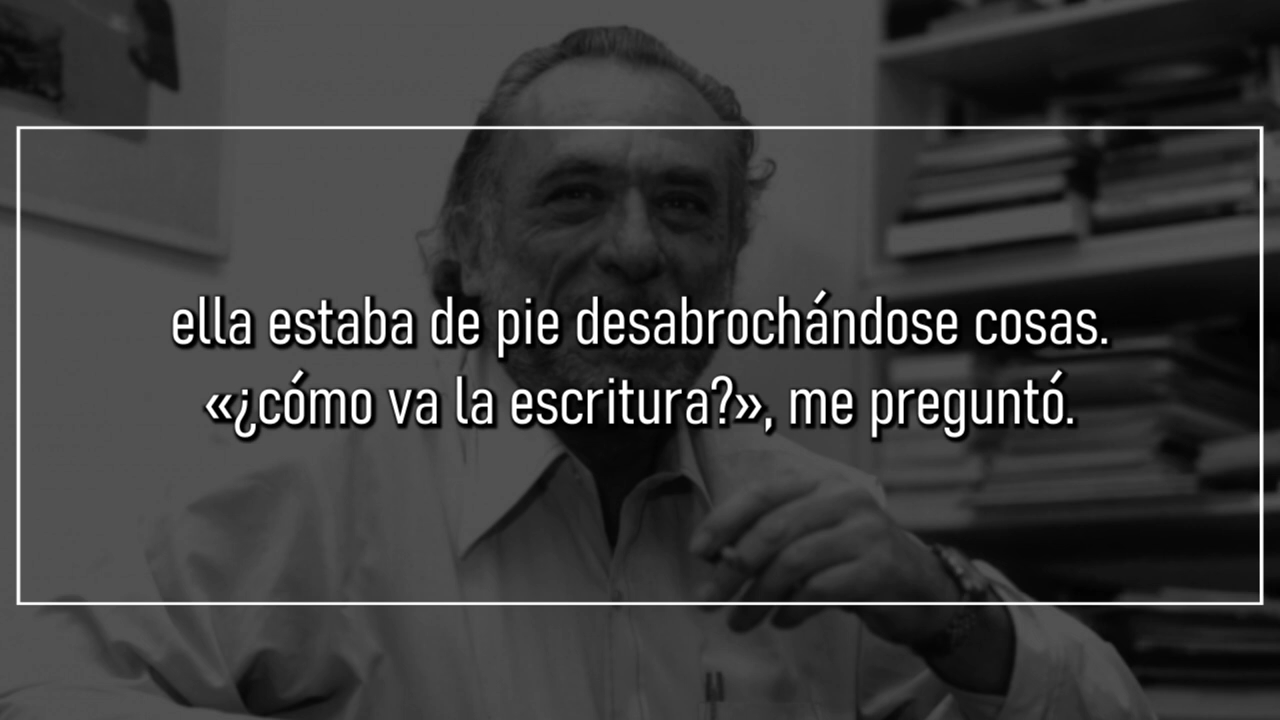 ella estaba de pie desabrochándose cosas.
«¿cómo va la escritura?», me preguntó.